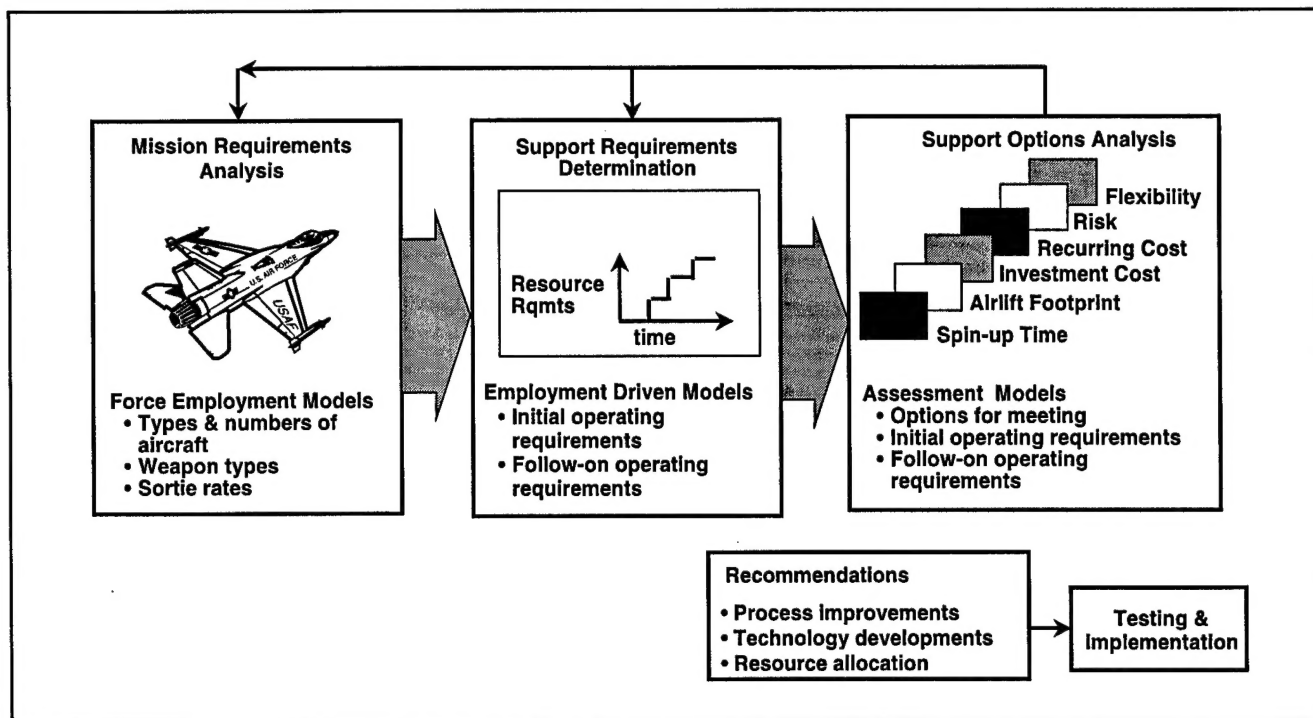 Mission Requirements
Analysis
U.S. AIR FORCE
USAF
Force Employment Models
• Types & numbers of
aircraft
• Weapon types
• Sortie rates
Support Requirements
Determination
Resource
Rqmts
time
Employment Driven Models
• Initial operating
requirements
• Follow-on operating
requirements
Support Options Analysis
Flexibility
Risk
Recurring Cost
Investment Cost
Airlift Footprint
Spin-up Time
Assessment Models
• Options for meeting
• Initial operating requirements
• Follow-on operating
requirements
Recommendations
• Process improvements
• Technology developments
• Resource allocation
Testing &
Implementation